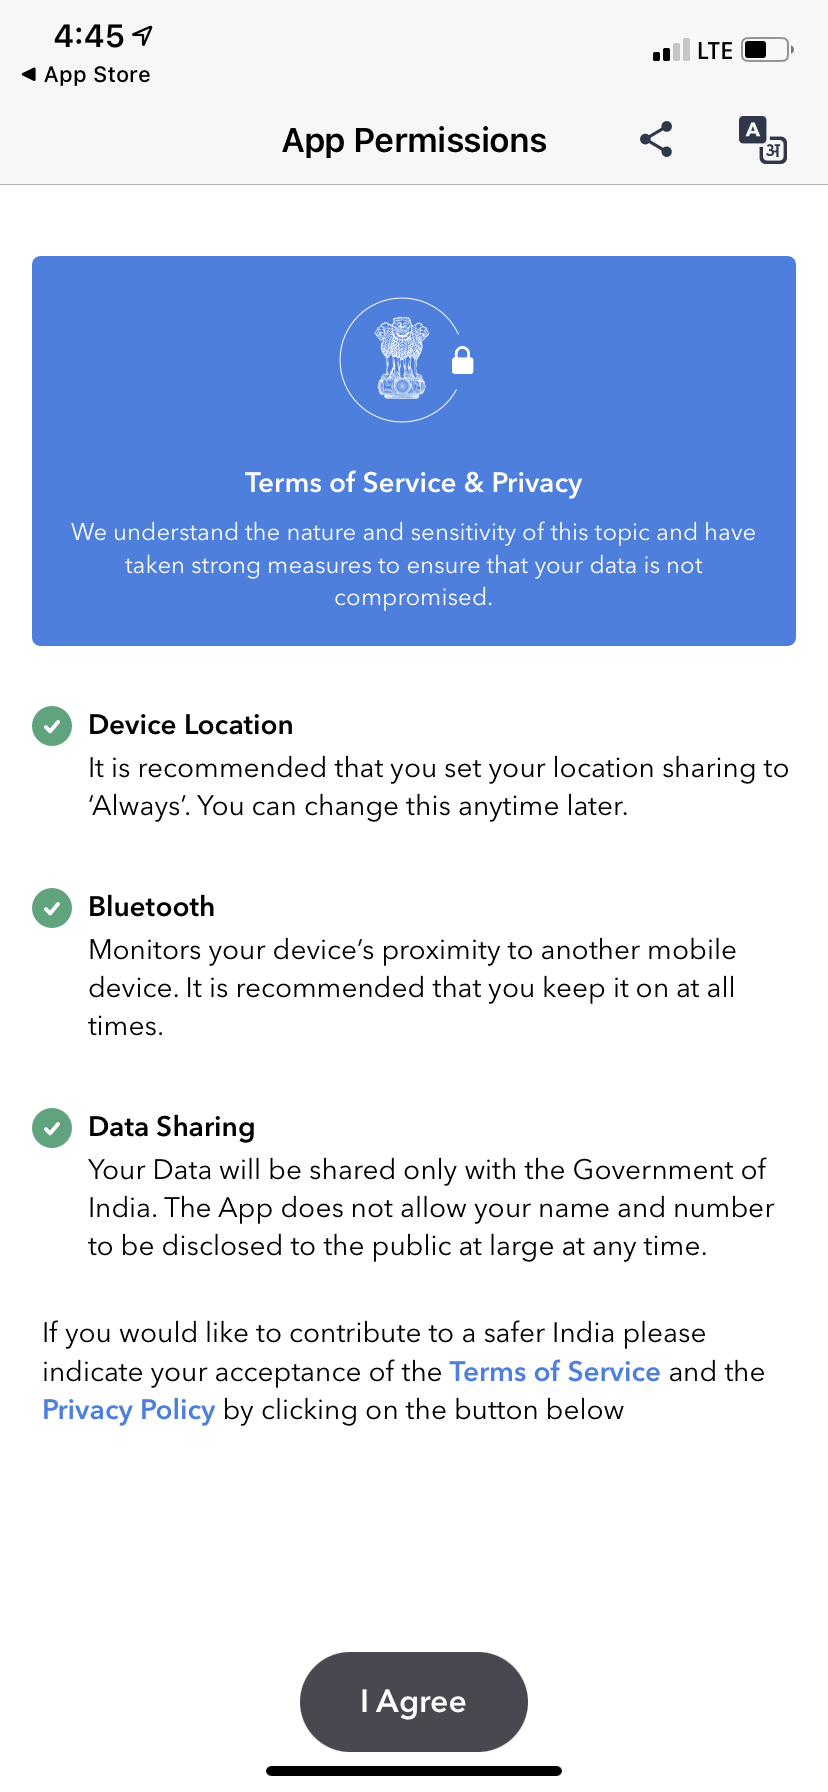 4:45
LTE
◀ App Store
App Permissions
A
अ
Terms of Service & Privacy
We understand the nature and sensitivity of this topic and have
taken strong measures to ensure that your data is not
compromised.
Device Location
It is recommended that you set your location sharing to
‘Always’. You can change this anytime later.
Bluetooth
Monitors your device’s proximity to another mobile
device. It is recommended that you keep it on at all
times.
Data Sharing
Your Data will be shared only with the Government of
India. The App does not allow your name and number
to be disclosed to the public at large at any time.
If you would like to contribute to a safer India please
indicate your acceptance of the Terms of Service and the
Privacy Policy by clicking on the button below
I Agree